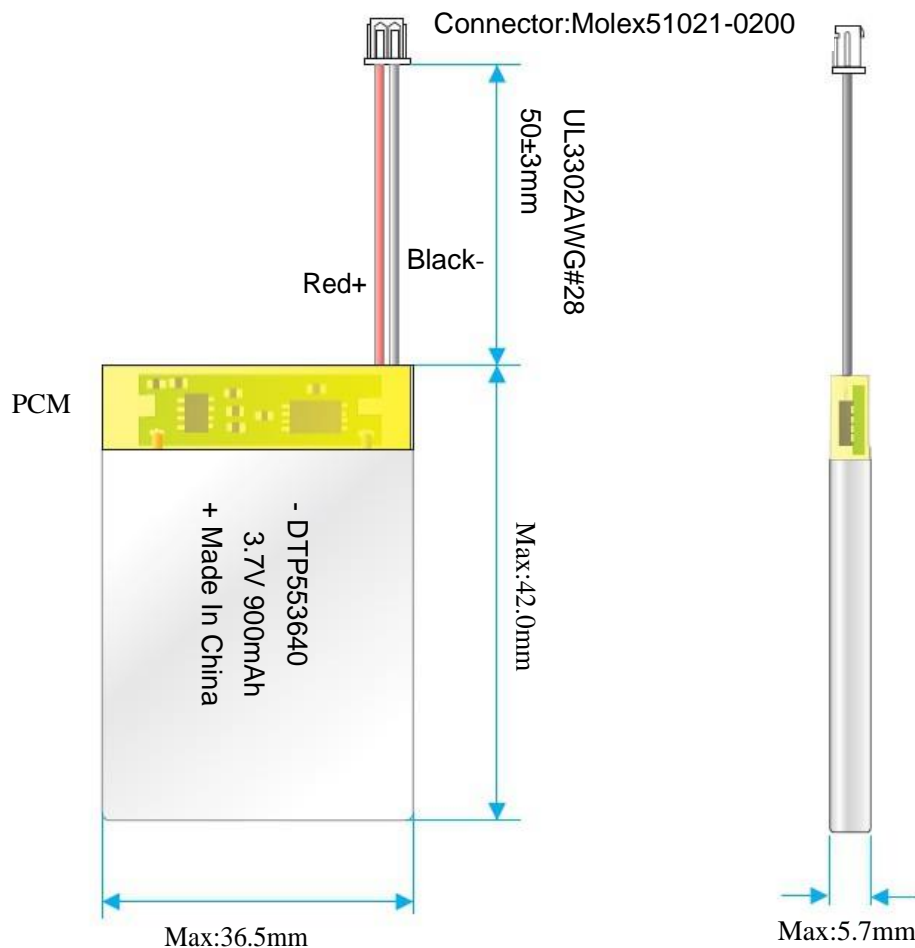 Connector:Molex51021-0200
UL3302AWG#28
50±3mm
Black-
Red+
PCM
- DTP553640
3.7V 900mAh
+ Made In China
Max:42.0mm
Max:36.5mm
Max:5.7mm